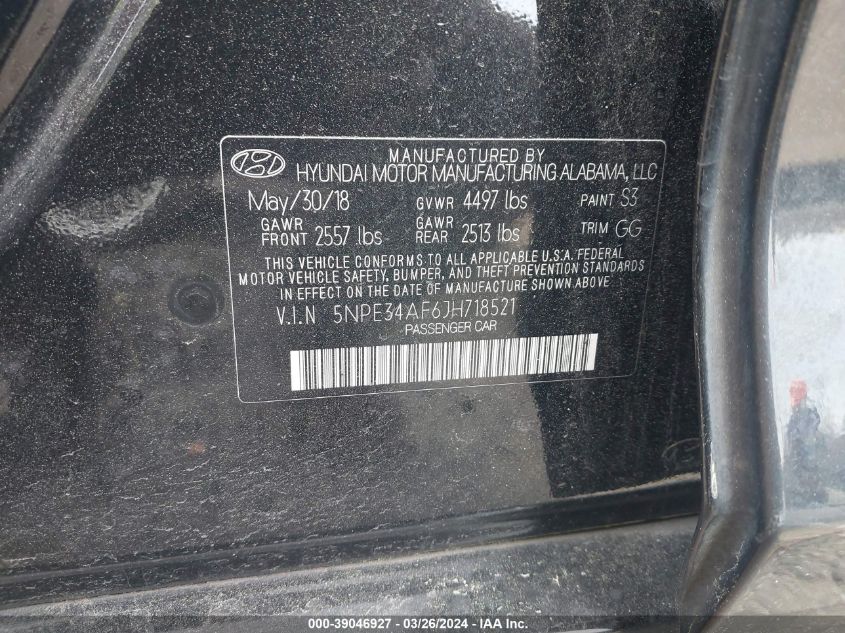 MANUFACTURED BY
HYUNDAI MOTOR MANUFACTURING ALABAMA, LLC
May/30/18 GVWR 4497 lbs PAINT S3
GAWR FRONT 2557 lbs GAWR REAR 2513 lbs TRIM GG
THIS VEHICLE CONFORMS TO ALL APPLICABLE U.S.A. FEDERAL
MOTOR VEHICLE SAFETY, BUMPER, AND THEFT PREVENTION STANDARDS
IN EFFECT ON THE DATE OF MANUFACTURE SHOWN ABOVE
V.I.N 5NPE34AF6JH718521
PASSENGER CAR
000-39046927 - 03/26/2024 - IAAI.com